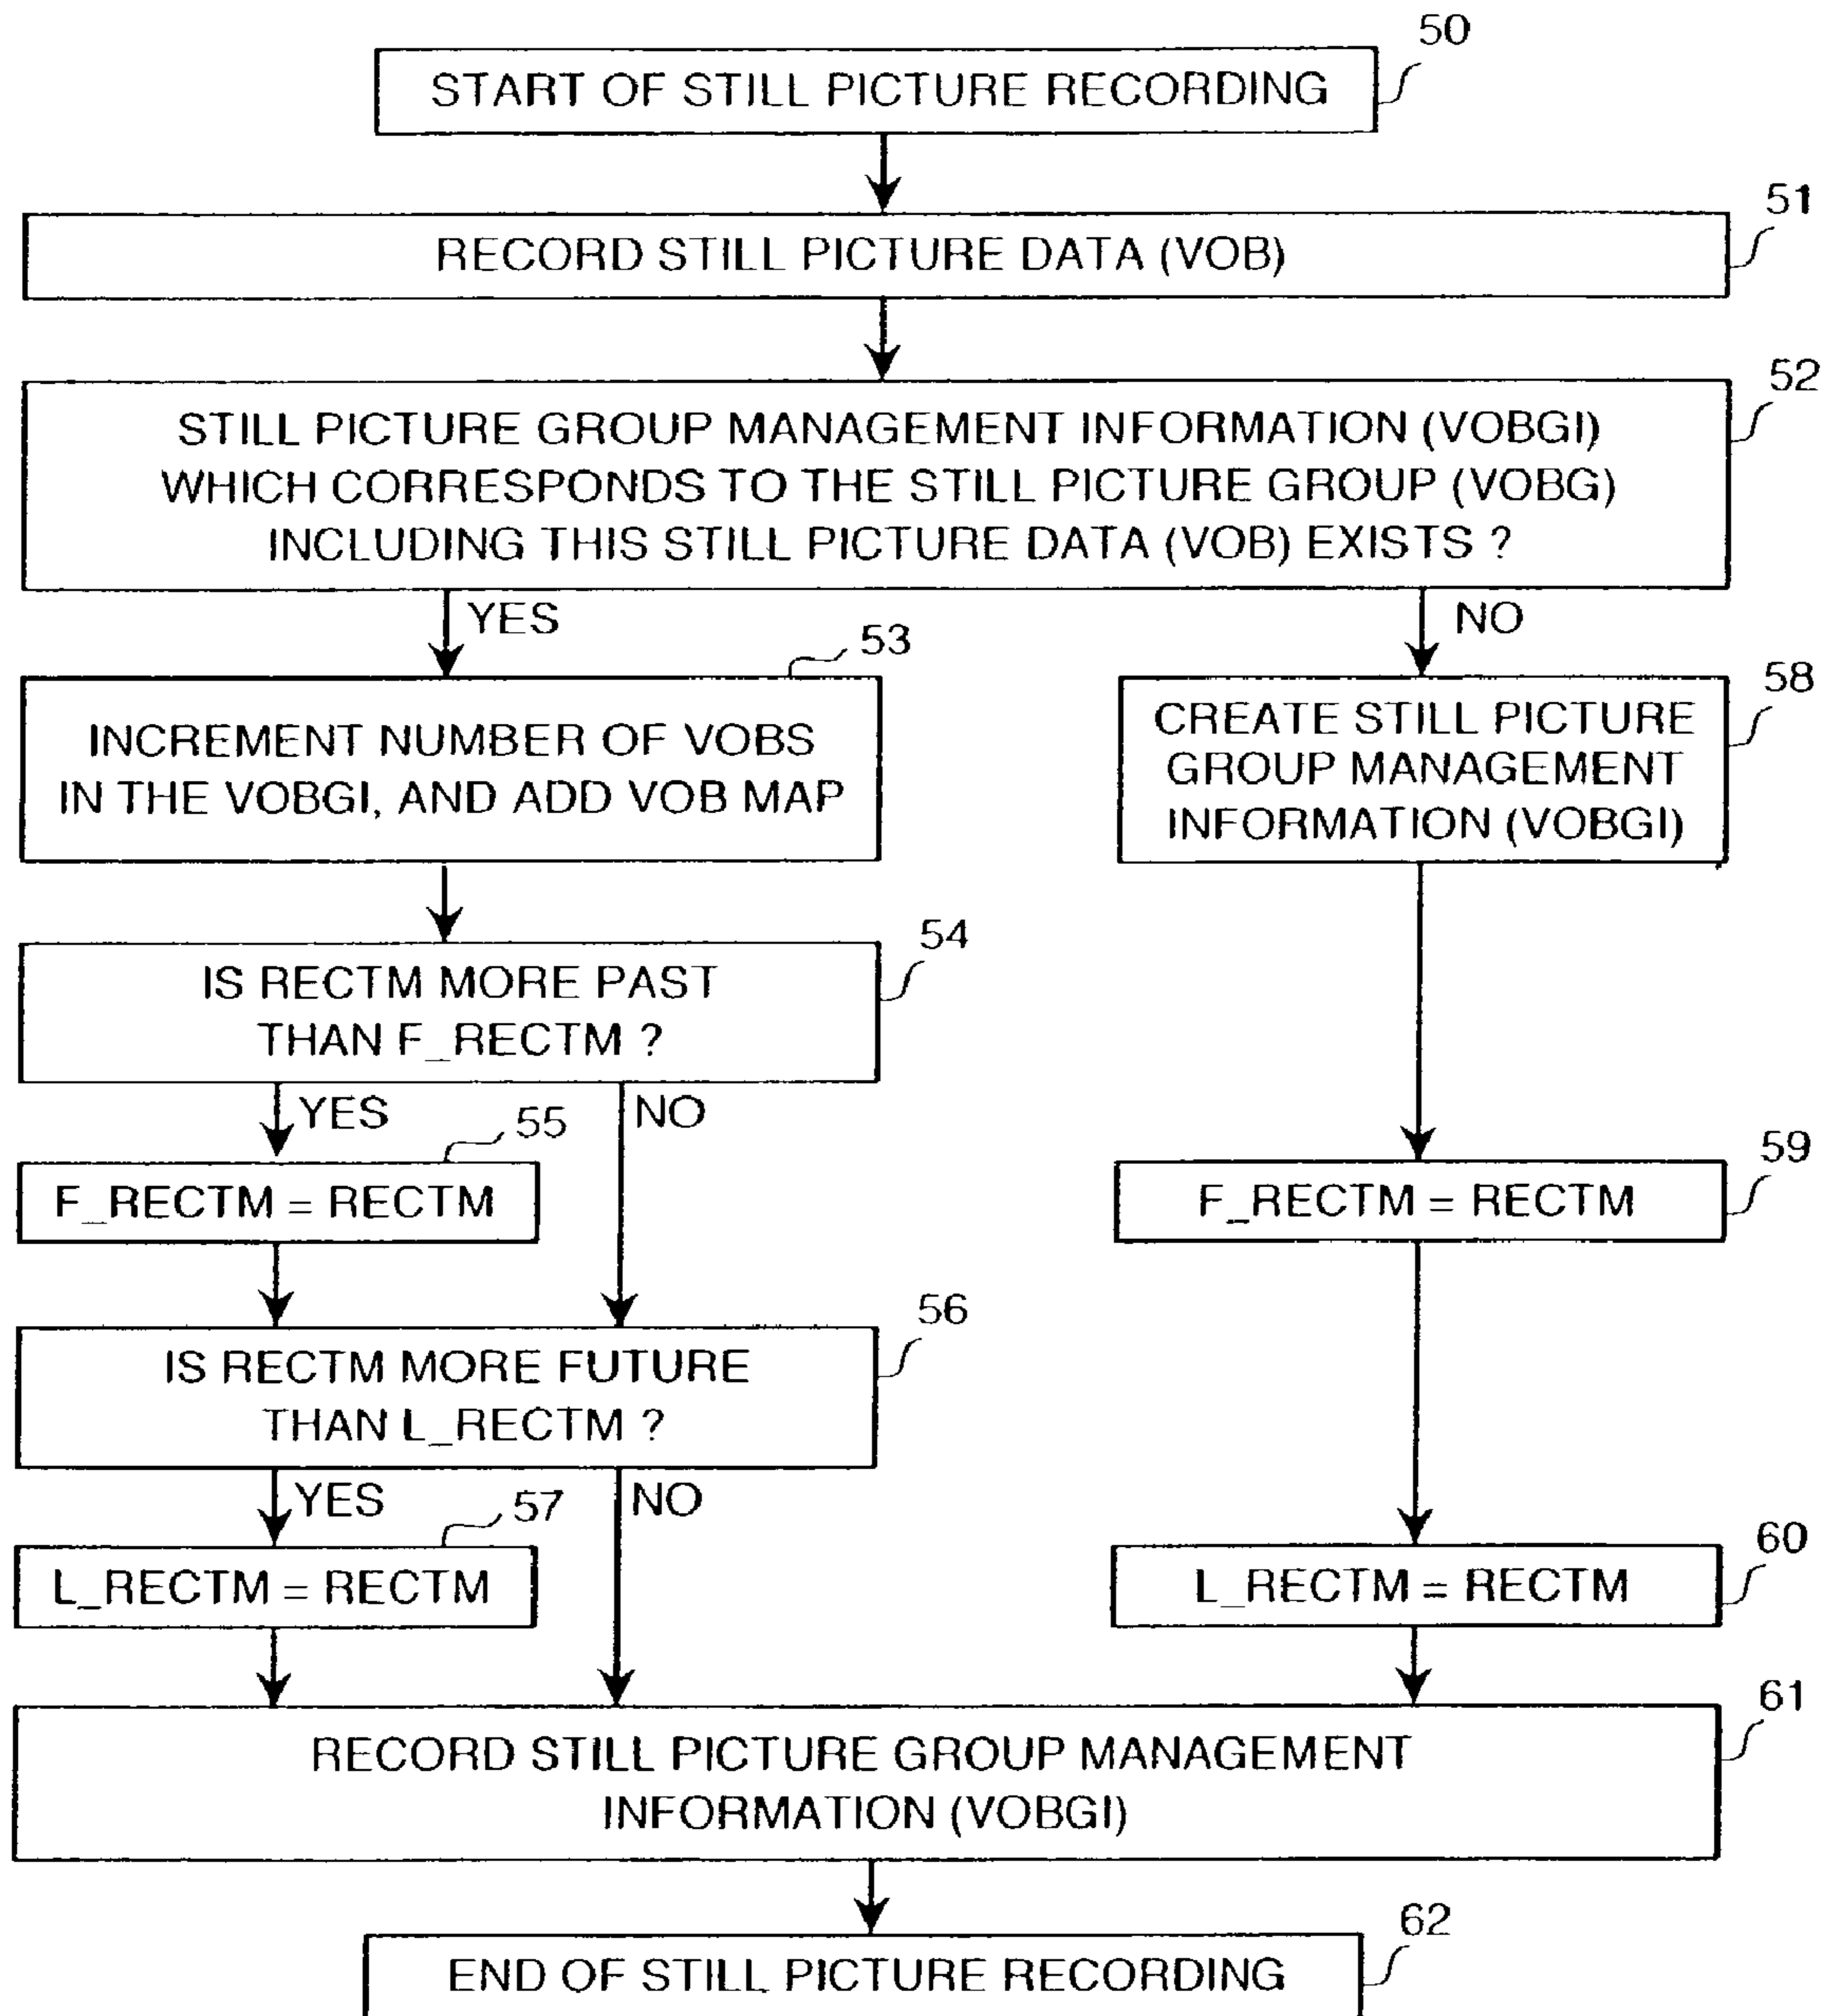 50
START OF STILL PICTURE RECORDING
51
RECORD STILL PICTURE DATA (VOB)
52
STILL PICTURE GROUP MANAGEMENT INFORMATION (VOBGI)
WHICH CORRESPONDS TO THE STILL PICTURE GROUP (VOBG)
INCLUDING THIS STILL PICTURE DATA (VOB) EXISTS ?
YES
NO
53
INCREMENT NUMBER OF VOBS
IN THE VOBGI, AND ADD VOB MAP
58
CREATE STILL PICTURE
GROUP MANAGEMENT
INFORMATION (VOBGI)
54
IS RECTM MORE PAST
THAN F_RECTM ?
YES
NO
55
F_RECTM = RECTM
59
F_RECTM = RECTM
56
IS RECTM MORE FUTURE
THAN L_RECTM ?
YES
NO
57
L_RECTM = RECTM
60
L_RECTM = RECTM
61
RECORD STILL PICTURE GROUP MANAGEMENT
INFORMATION (VOBGI)
62
END OF STILL PICTURE RECORDING